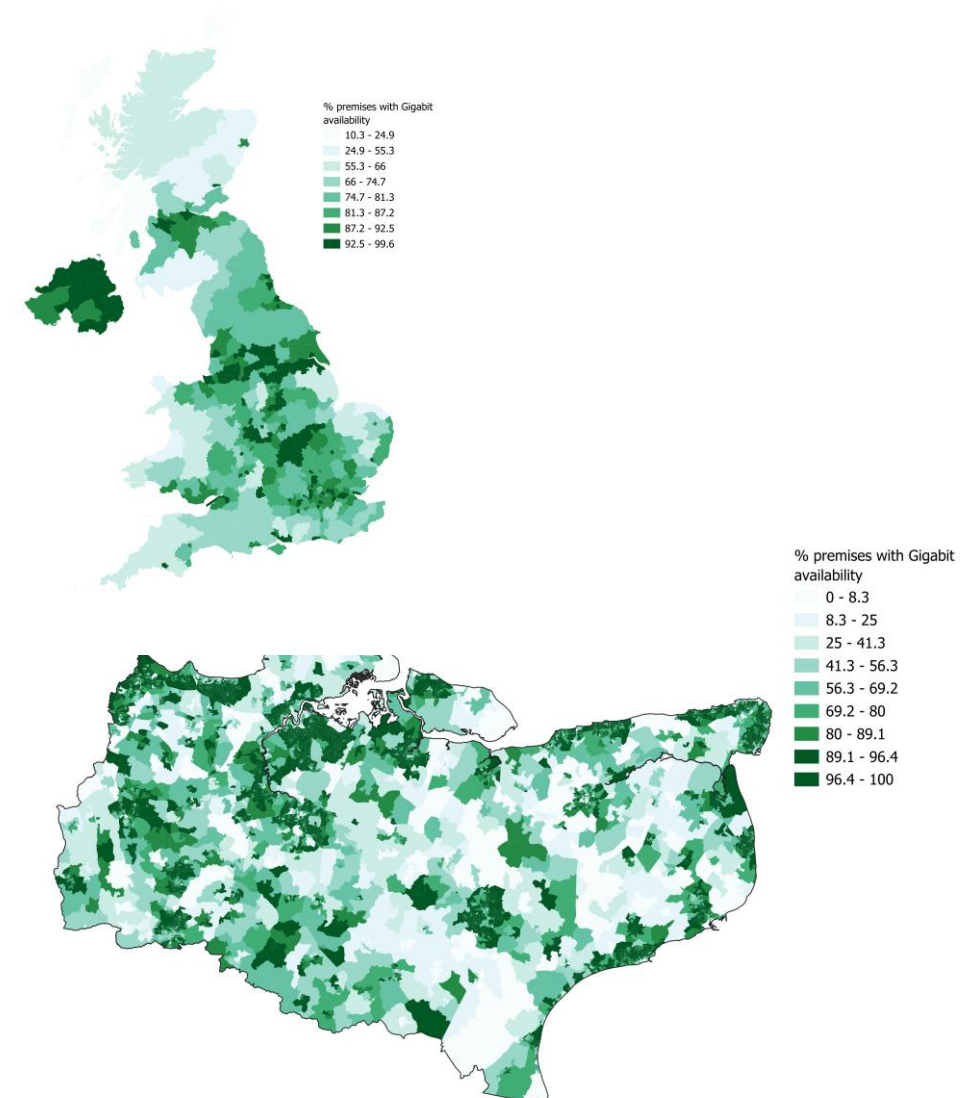 % premises with Gigabit
availability
10.3 - 24.9
24.9 - 55.3
55.3 - 66
66 - 74.7
74.7 - 81.3
81.3 - 87.2
87.2 - 92.5
92.5 - 99.6
% premises with Gigabit
availability
0 - 8.3
8.3 - 25
25 - 41.3
41.3 - 56.3
56.3 - 69.2
69.2 - 80
80 - 89.1
89.1 - 96.4
96.4 - 100